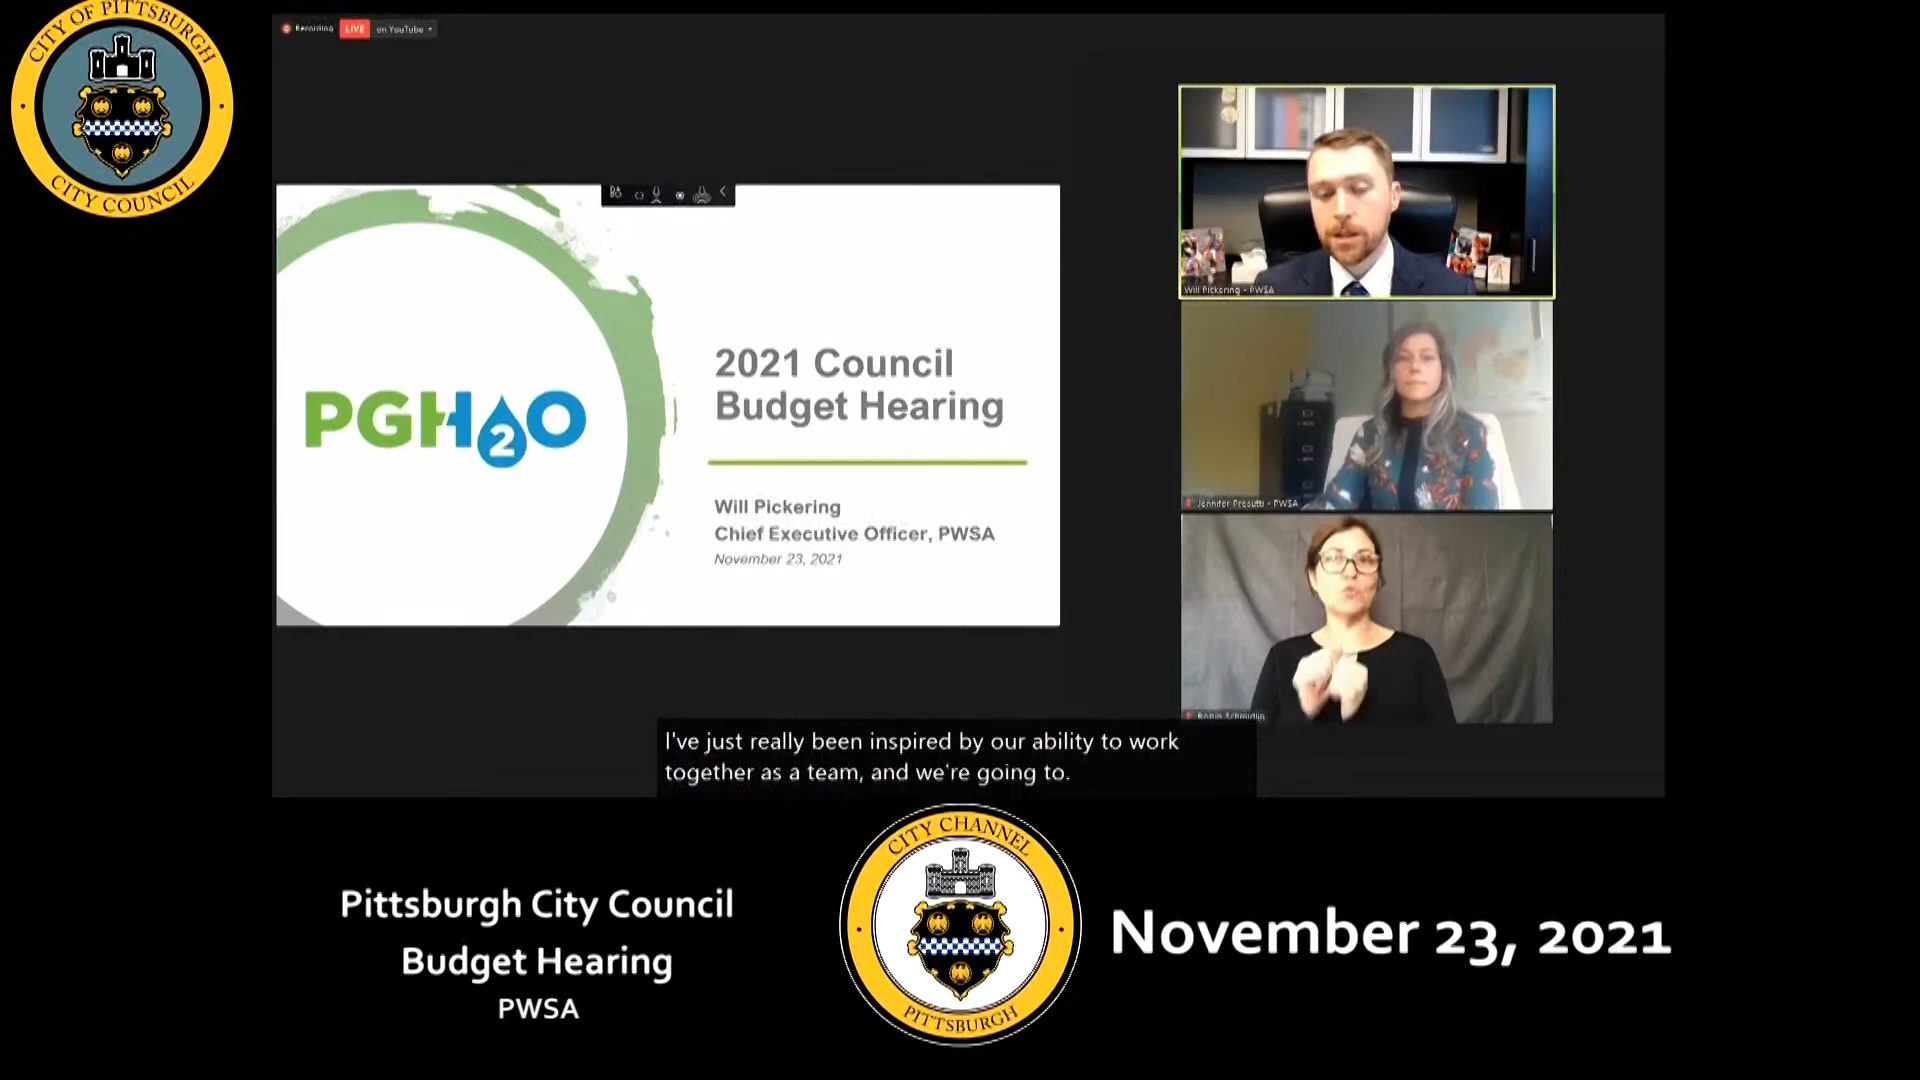 CITY OF PITTSBURGH
CITY COUNCIL
Recording
LIVE
on YouTube
PGH2O
2021 Council
Budget Hearing
Will Pickering
Chief Executive Officer, PWSA
November 23, 2021
Will Pickering - PWSA
Jennifer Presutti - PWSA
Robin Schmidlin
I've just really been inspired by our ability to work
together as a team, and we're going to.
Pittsburgh City Council
Budget Hearing
PWSA
CITY CHANNEL
PITTSBURGH
November 23, 2021